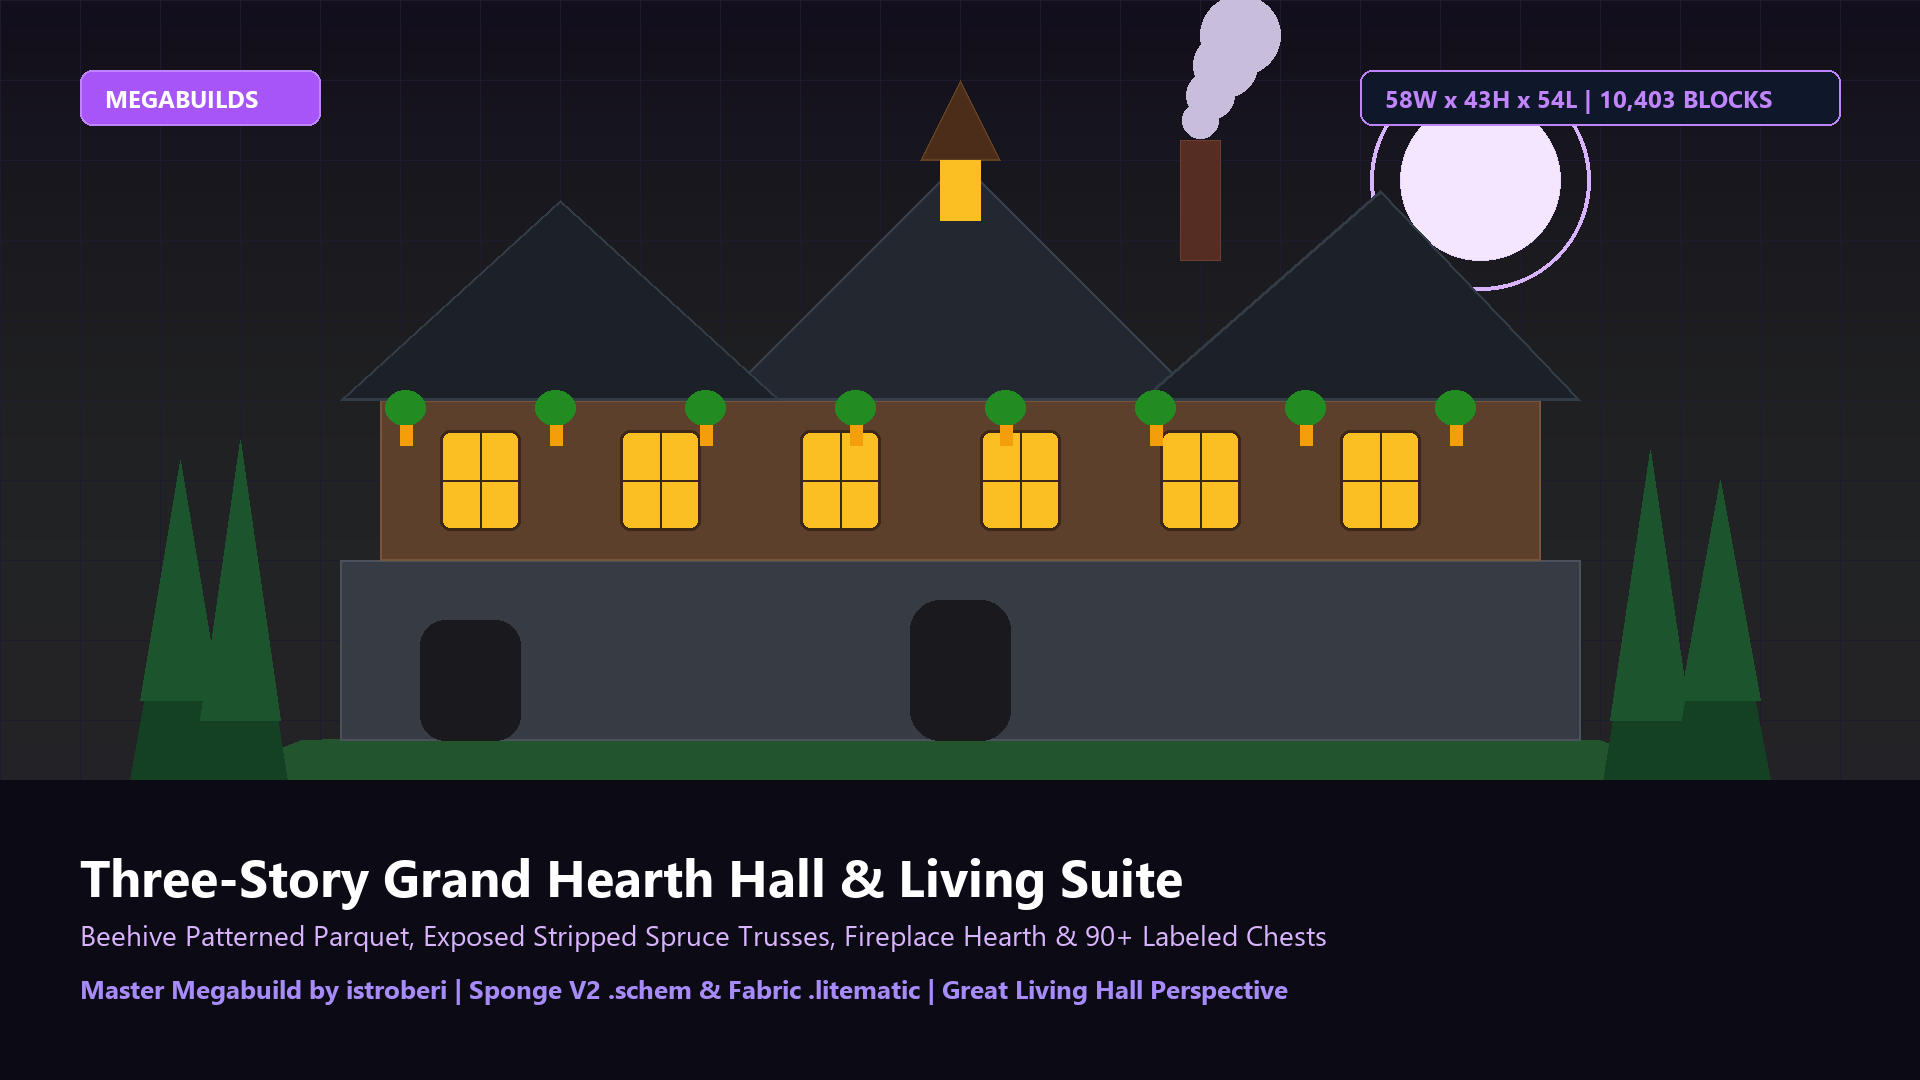 MEGABUILDS
58W x 43H x 54L | 10,403 BLOCKS
Three-Story Grand Hearth Hall & Living Suite
Beehive Patterned Parquet, Exposed Stripped Spruce Trusses, Fireplace Hearth & 90+ Labeled Chests
Master Megabuild by istroberi | Sponge V2 .schem & Fabric .litematic | Great Living Hall Perspective